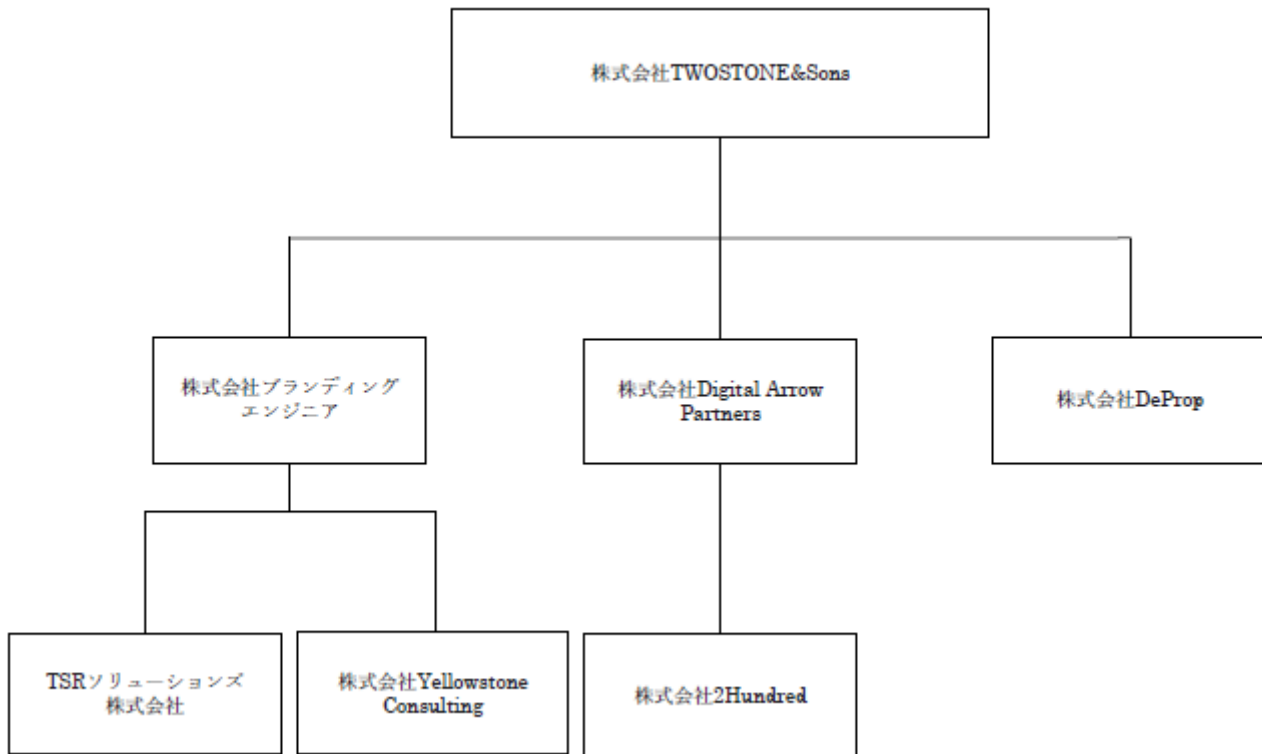 株式会社TWOSTONE&Sons
株式会社ブランディング
エンジニア
株式会社Digital Arrow
Partners
株式会社DeProp
TSRソリューションズ
株式会社
株式会社Yellowstone
Consulting
株式会社2Hundred